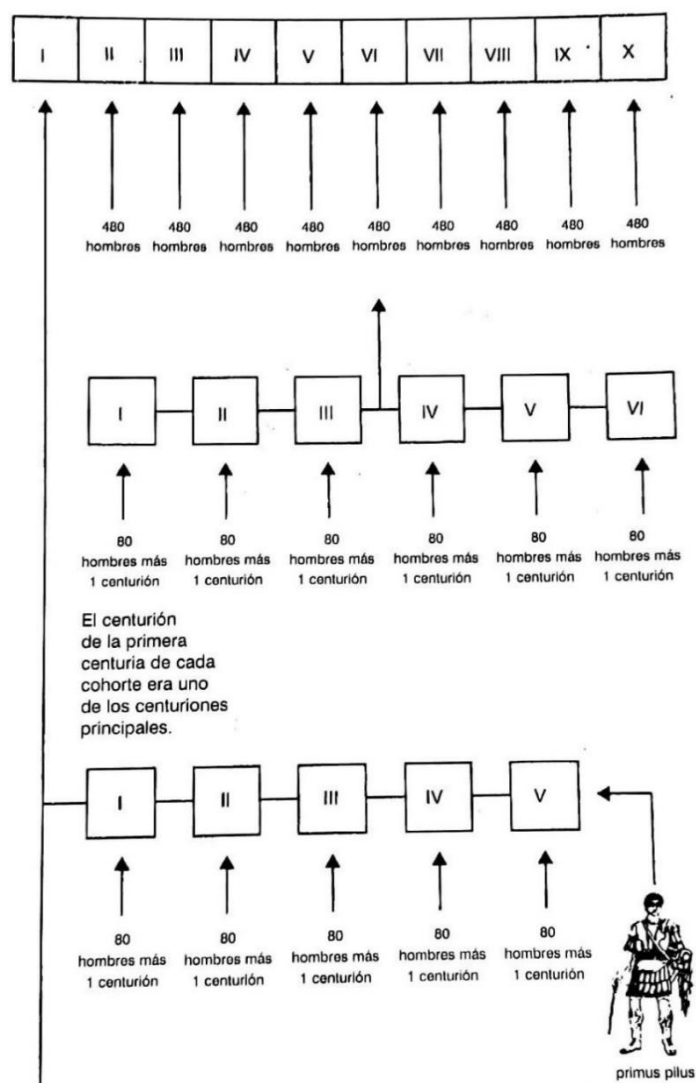 I II III IV V VI VII VIII IX X
480 480 480 480 480 480 480 480 480
hombres hombres hombres hombres hombres hombres hombres hombres hombres
I II III IV V VI
80 80 80 80 80 80
hombres más hombres más hombres más hombres más hombres más hombres más
1 centurión 1 centurión 1 centurión 1 centurión 1 centurión 1 centurión
El centurión
de la primera
centuria de cada
cohorte era uno
de los centuriones
principales.
I II III IV V
80 80 80 80 80
hombres más hombres más hombres más hombres más hombres más
1 centurión 1 centurión 1 centurión 1 centurión 1 centurión
primus pilus